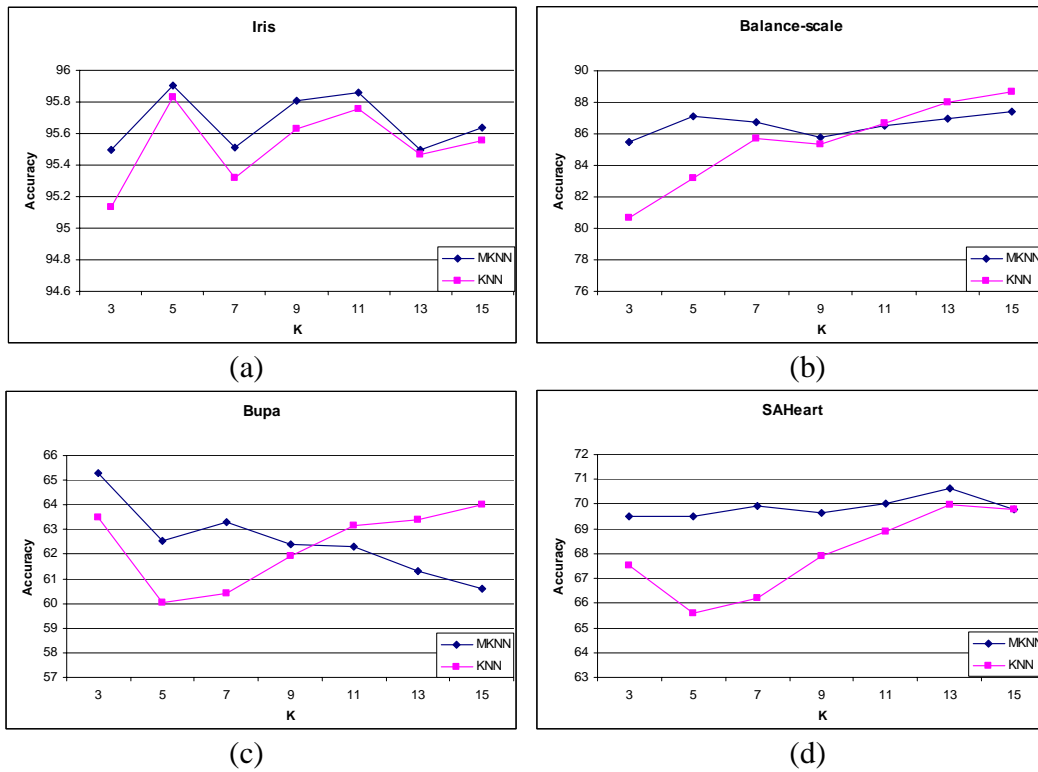 Iris
96
95.8
95.6
95.4
95.2
95
94.8
94.6
Accuracy
3 5 7 9 11 13 15
K
MKNN
KNN
(a)
Balance-scale
90
88
86
84
82
80
78
76
Accuracy
3 5 7 9 11 13 15
K
MKNN
KNN
(b)
Bupa
66
65
64
63
62
61
60
59
58
57
Accuracy
3 5 7 9 11 13 15
K
MKNN
KNN
(c)
SAHeart
72
71
70
69
68
67
66
65
64
63
Accuracy
3 5 7 9 11 13 15
K
MKNN
KNN
(d)